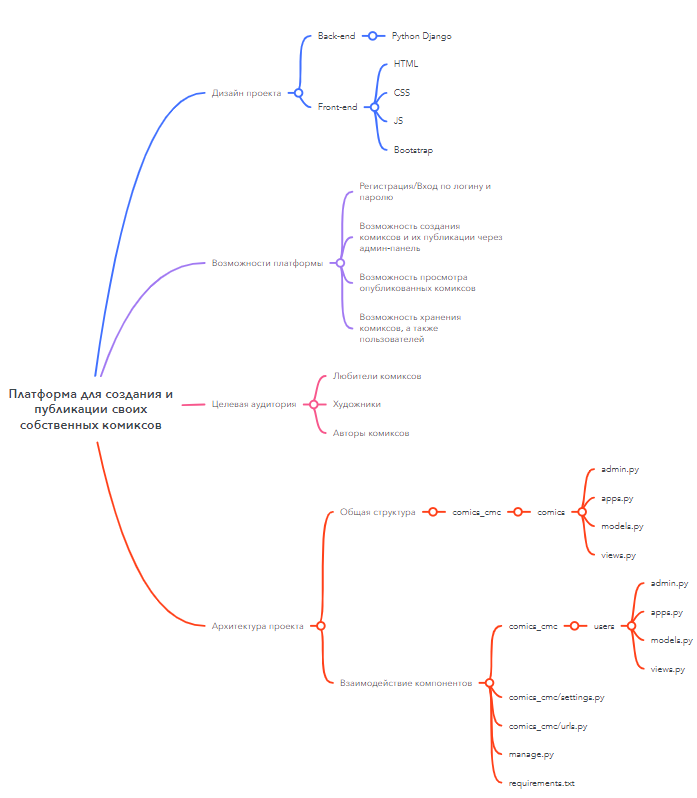 Back-end
Python Django
HTML
Дизайн проекта
CSS
Front-end
JS
Bootstrap
Регистрация/Вход по логину и
паролю
Возможность создания
комиксов и их публикации через
админ-панель
Возможности платформы
Возможность просмотра
опубликованных комиксов
Возможность хранения
комиксов, а также
пользователей
Платформа для создания и
публикации своих
собственных комиксов
Любители комиксов
Целевая аудитория
Художники
Авторы комиксов
admin.py
apps.py
Общая структура
comics_cmc
comics
models.py
views.py
admin.py
apps.py
Архитектура проекта
comics_cmc
users
models.py
views.py
Взаимодействие компонентов
comics_cmc/settings.py
comics_cmc/urls.py
manage.py
requirements.txt